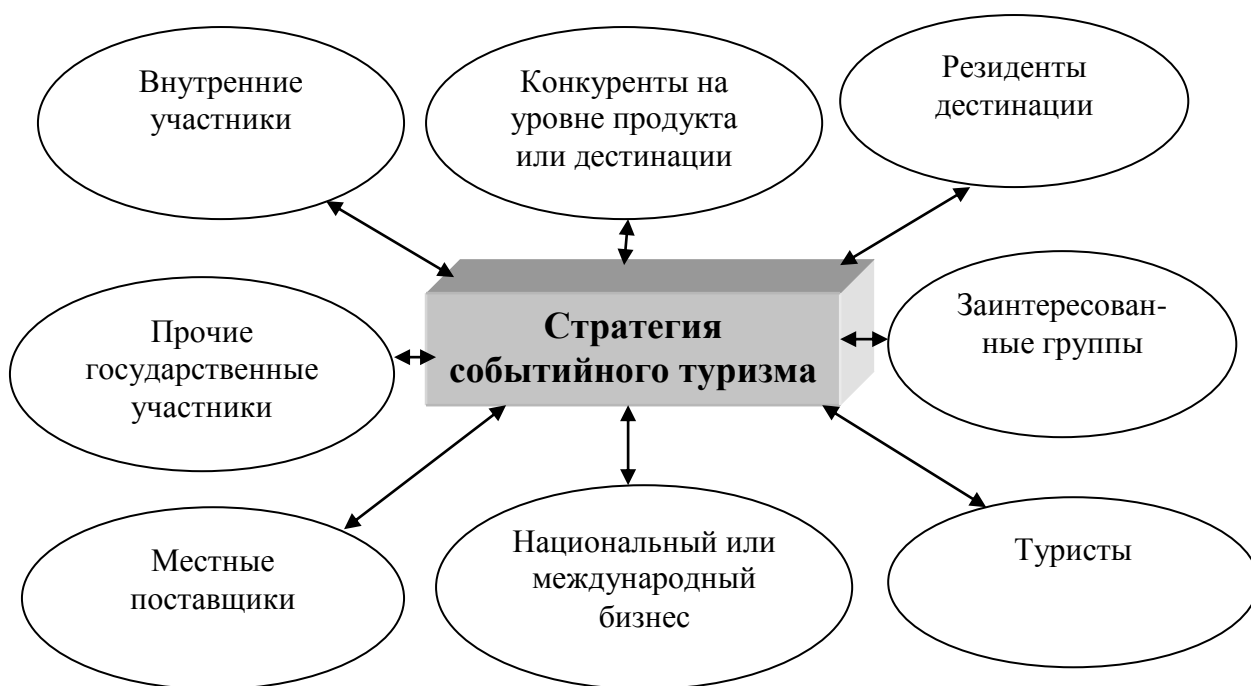 Внутренние
участники
Конкуренты на
уровне продукта
или дестинации
Резиденты
дестинации
Прочие
государственные
участники
Стратегия
событийного туризма
Заинтересован-
ные группы
Местные
поставщики
Национальный или
международный
бизнес
Туристы